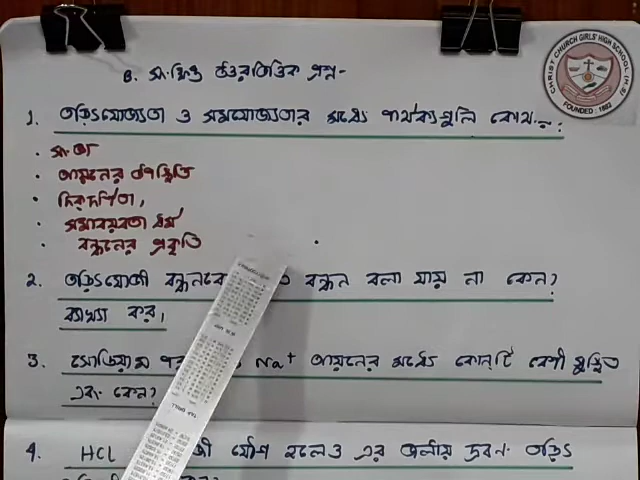 B. সংক্ষিপ্ত উত্তরভিত্তিক প্রশ্ন-
1. তড়িৎযোজ্যতা ও সমযোজ্যতার মধ্যে পার্থক্যগুলি লেখ:
· সংজ্ঞা
· আয়নের উপস্থিতি
· দিকদর্শিতা,
· সমাবয়বতা ধর্ম
· বন্ধনের প্রকৃতি
2. তড়িৎযোজী বন্ধনকে বন্ধন বলা যায় না কেন?
ব্যাখ্যা কর।
3. সোডিয়াম Na⁺ আয়নের মধ্যে কোনটি বেশী সুস্থিত
এবং কেন?
4. HCl যৌগ হলেও এর জলীয় দ্রবণ তড়িৎ
CHRIST CHURCH GIRLS' HIGH SCHOOL (H.S)
FOUNDED : 1882